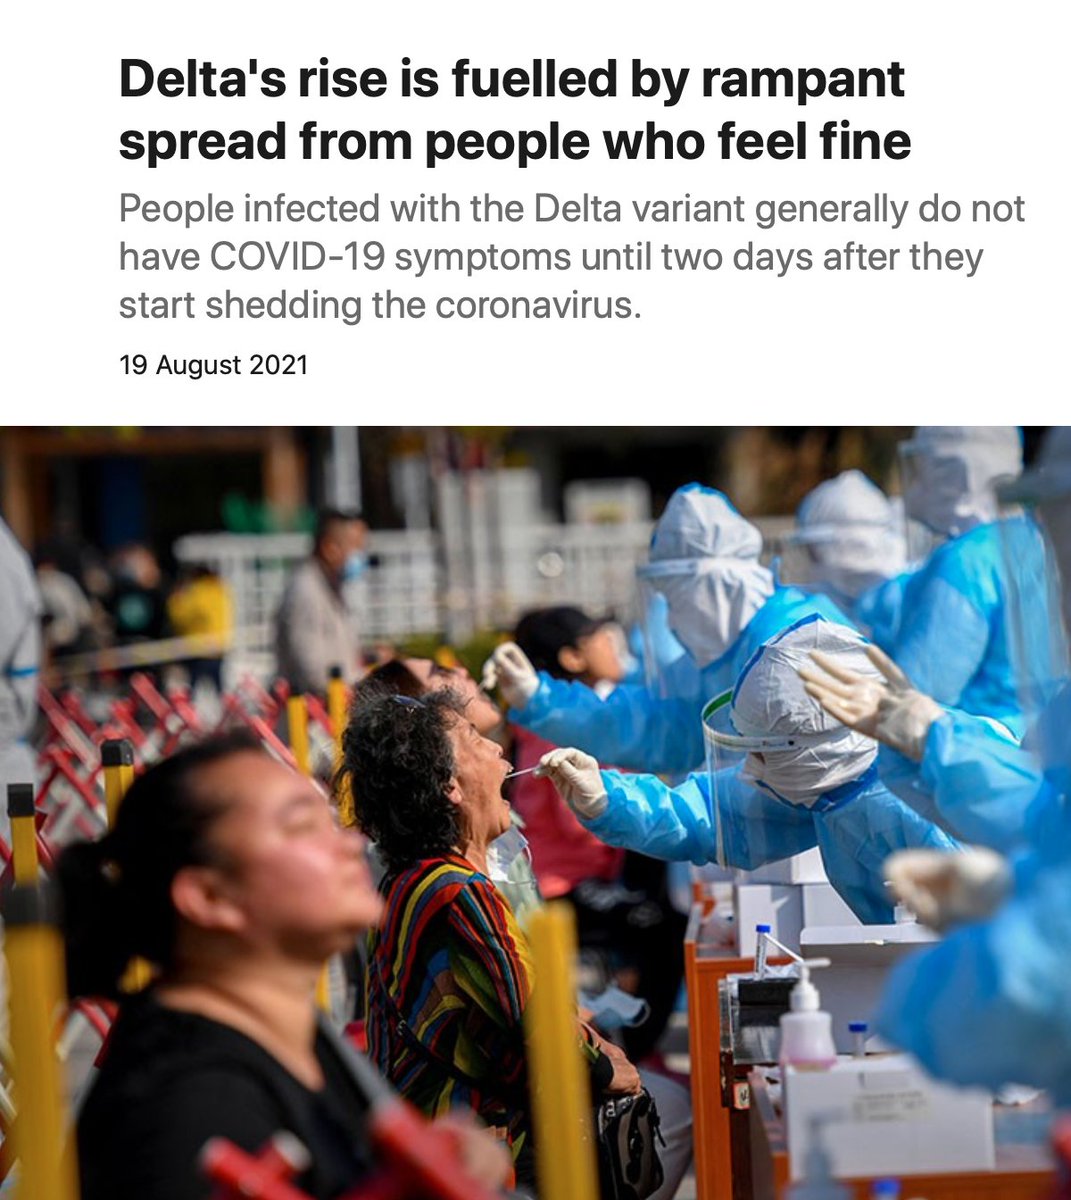 Delta's rise is fuelled by rampant
spread from people who feel fine
People infected with the Delta variant generally do not
have COVID-19 symptoms until two days after they
start shedding the coronavirus.
19 August 2021